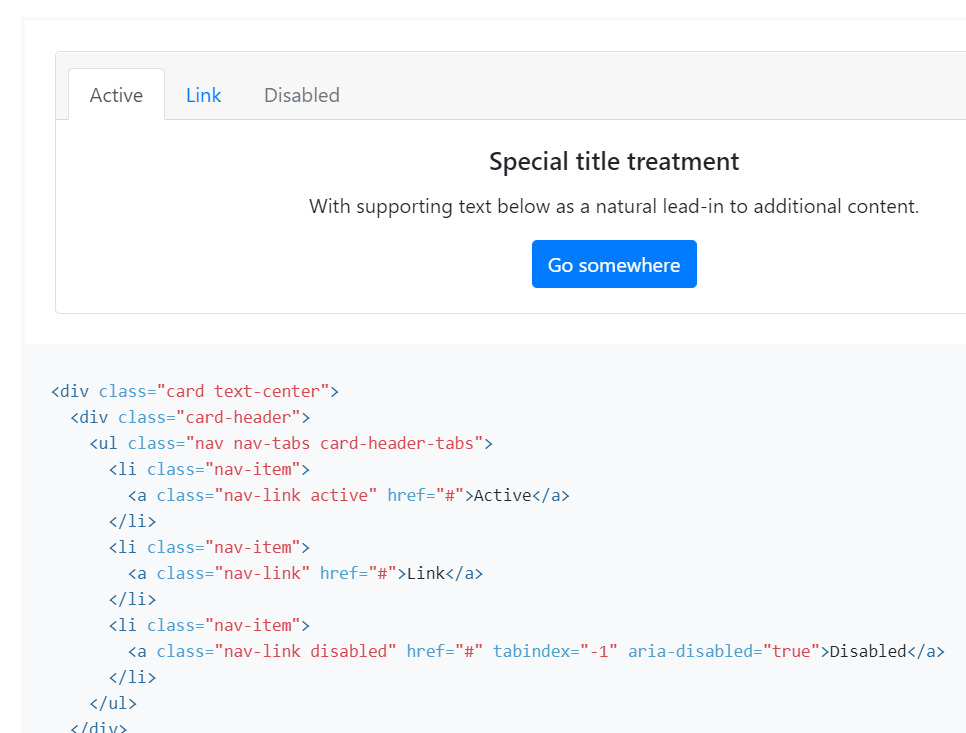 Active Link Disabled
Special title treatment
With supporting text below as a natural lead-in to additional content.
Go somewhere
<div class="card text-center">
  <div class="card-header">
    <ul class="nav nav-tabs card-header-tabs">
      <li class="nav-item">
        <a class="nav-link active" href="#">Active</a>
      </li>
      <li class="nav-item">
        <a class="nav-link" href="#">Link</a>
      </li>
      <li class="nav-item">
        <a class="nav-link disabled" href="#" tabindex="-1" aria-disabled="true">Disabled</a>
      </li>
    </ul>
  </div>